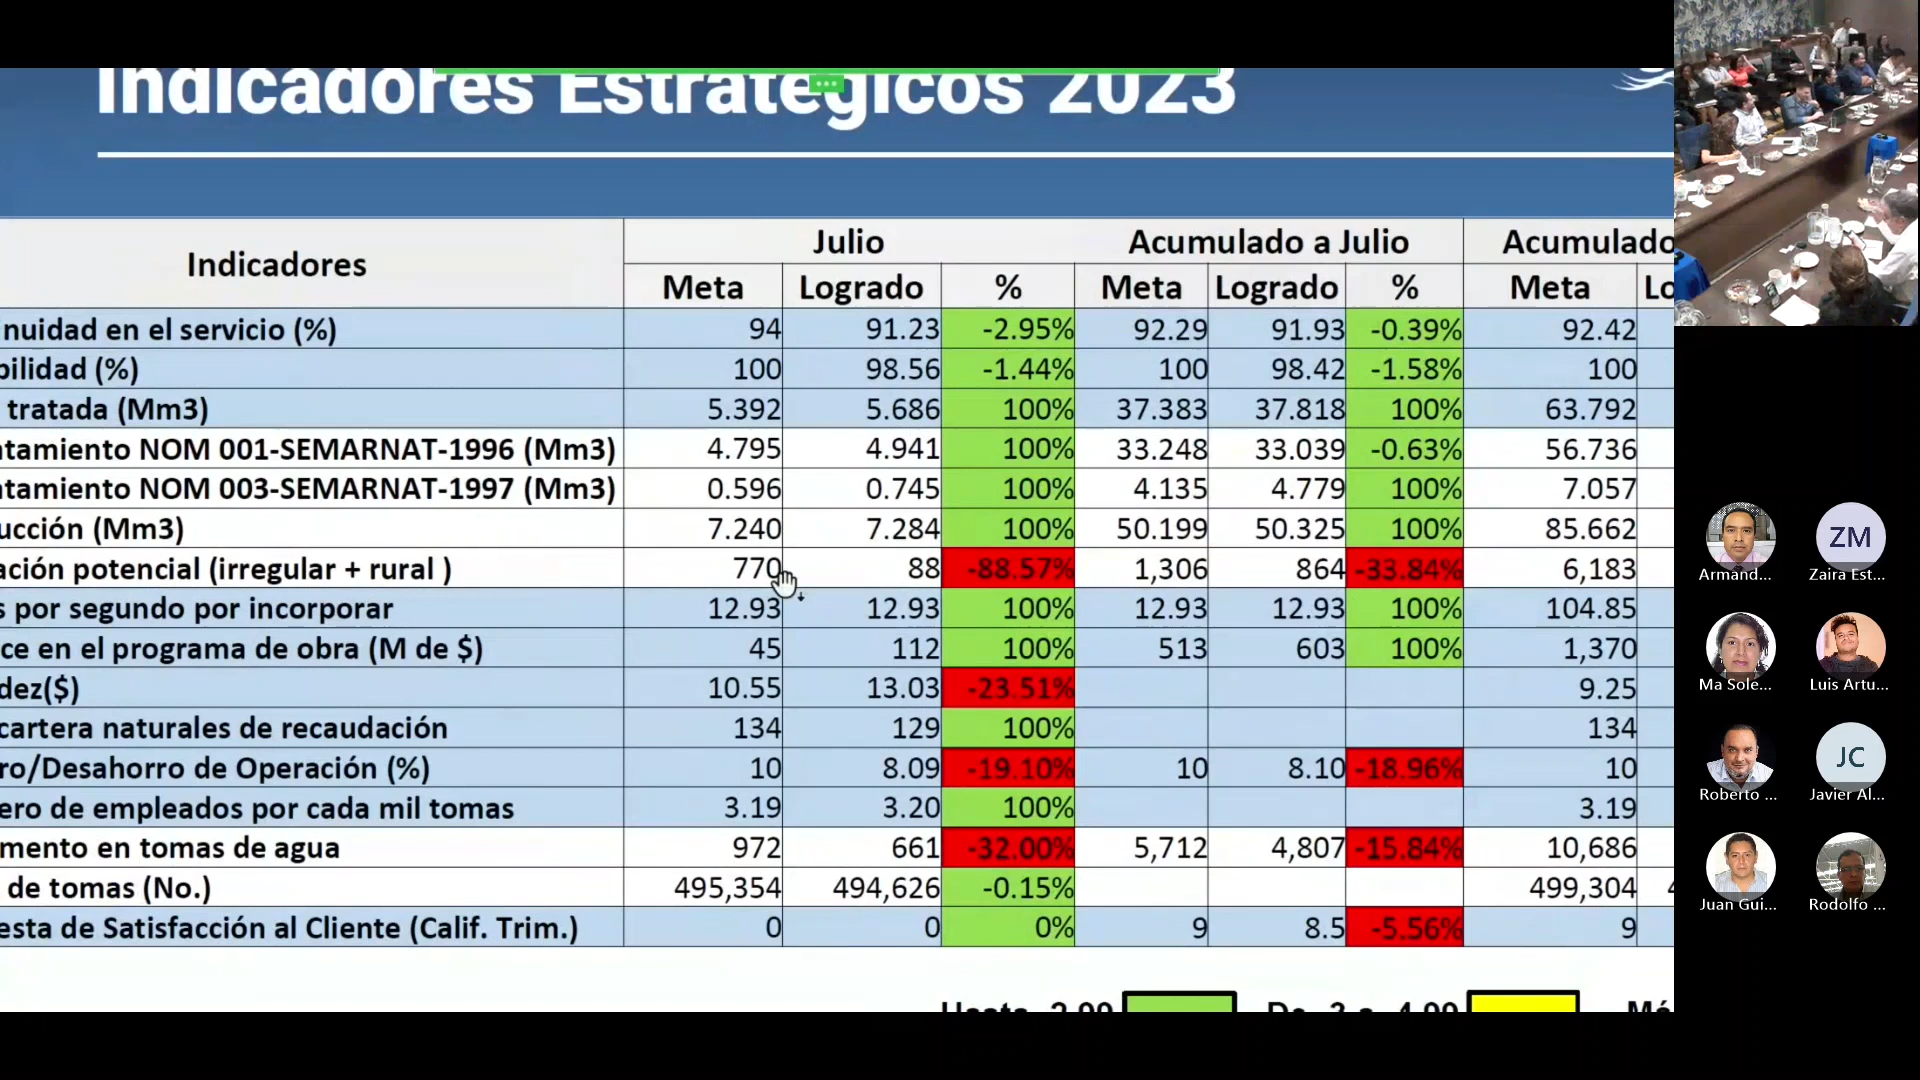 Indicadores Estratégicos 2023
Indicadores Julio Acumulado a Julio Acumulado
Meta Logrado % Meta Logrado % Meta Lo
inuidad en el servicio (%) 94 91.23 -2.95% 92.29 91.93 -0.39% 92.42
bilidad (%) 100 98.56 -1.44% 100 98.42 -1.58% 100
tratada (Mm3) 5.392 5.686 100% 37.383 37.818 100% 63.792
atamiento NOM 001-SEMARNAT-1996 (Mm3) 4.795 4.941 100% 33.248 33.039 -0.63% 56.736
atamiento NOM 003-SEMARNAT-1997 (Mm3) 0.596 0.745 100% 4.135 4.779 100% 7.057
ucción (Mm3) 7.240 7.284 100% 50.199 50.325 100% 85.662
ación potencial (irregular + rural ) 770 88 -88.57% 1,306 864 -33.84% 6,183
s por segundo por incorporar 12.93 12.93 100% 12.93 12.93 100% 104.85
ce en el programa de obra (M de $) 45 112 100% 513 603 100% 1,370
dez($) 10.55 13.03 -23.51% 9.25
cartera naturales de recaudación 134 129 100% 134
ro/Desahorro de Operación (%) 10 8.09 -19.10% 10 8.10 -18.96% 10
ero de empleados por cada mil tomas 3.19 3.20 100% 3.19
mento en tomas de agua 972 661 -32.00% 5,712 4,807 -15.84% 10,686
de tomas (No.) 495,354 494,626 -0.15% 499,304
esta de Satisfacción al Cliente (Calif. Trim.) 0 0 0% 9 8.5 -5.56% 9
Hasta -2.99 De -3 a -4.99 Má
ZM
Armand... Zaira Est...
Ma Sole... Luis Artu...
JC
Roberto ... Javier Al...
Juan Gui... Rodolfo ...